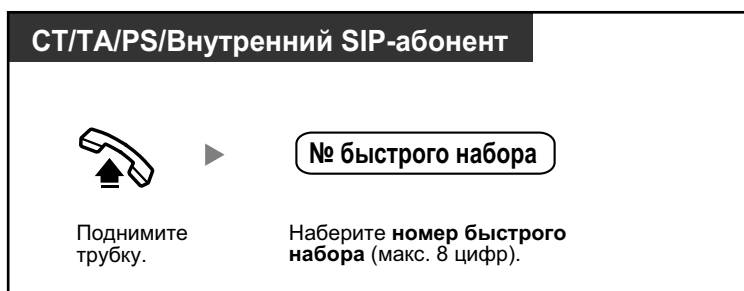 СТ/ТА/PS/Внутренний SIP-абонент
№ быстрого набора
Поднимите
трубку.
Наберите номер быстрого
набора (макс. 8 цифр).